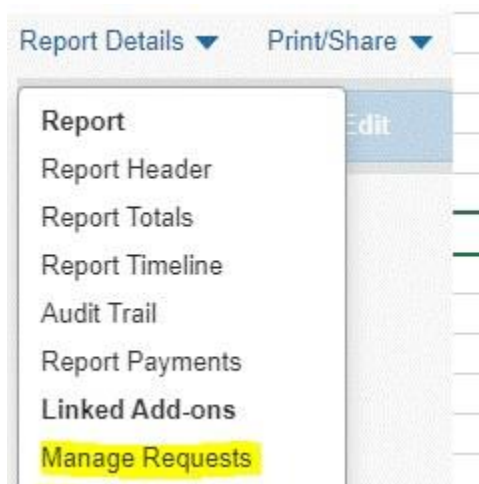 Report Details Print/Share
Edit
Report
Report Header
Report Totals
Report Timeline
Audit Trail
Report Payments
Linked Add-ons
Manage Requests